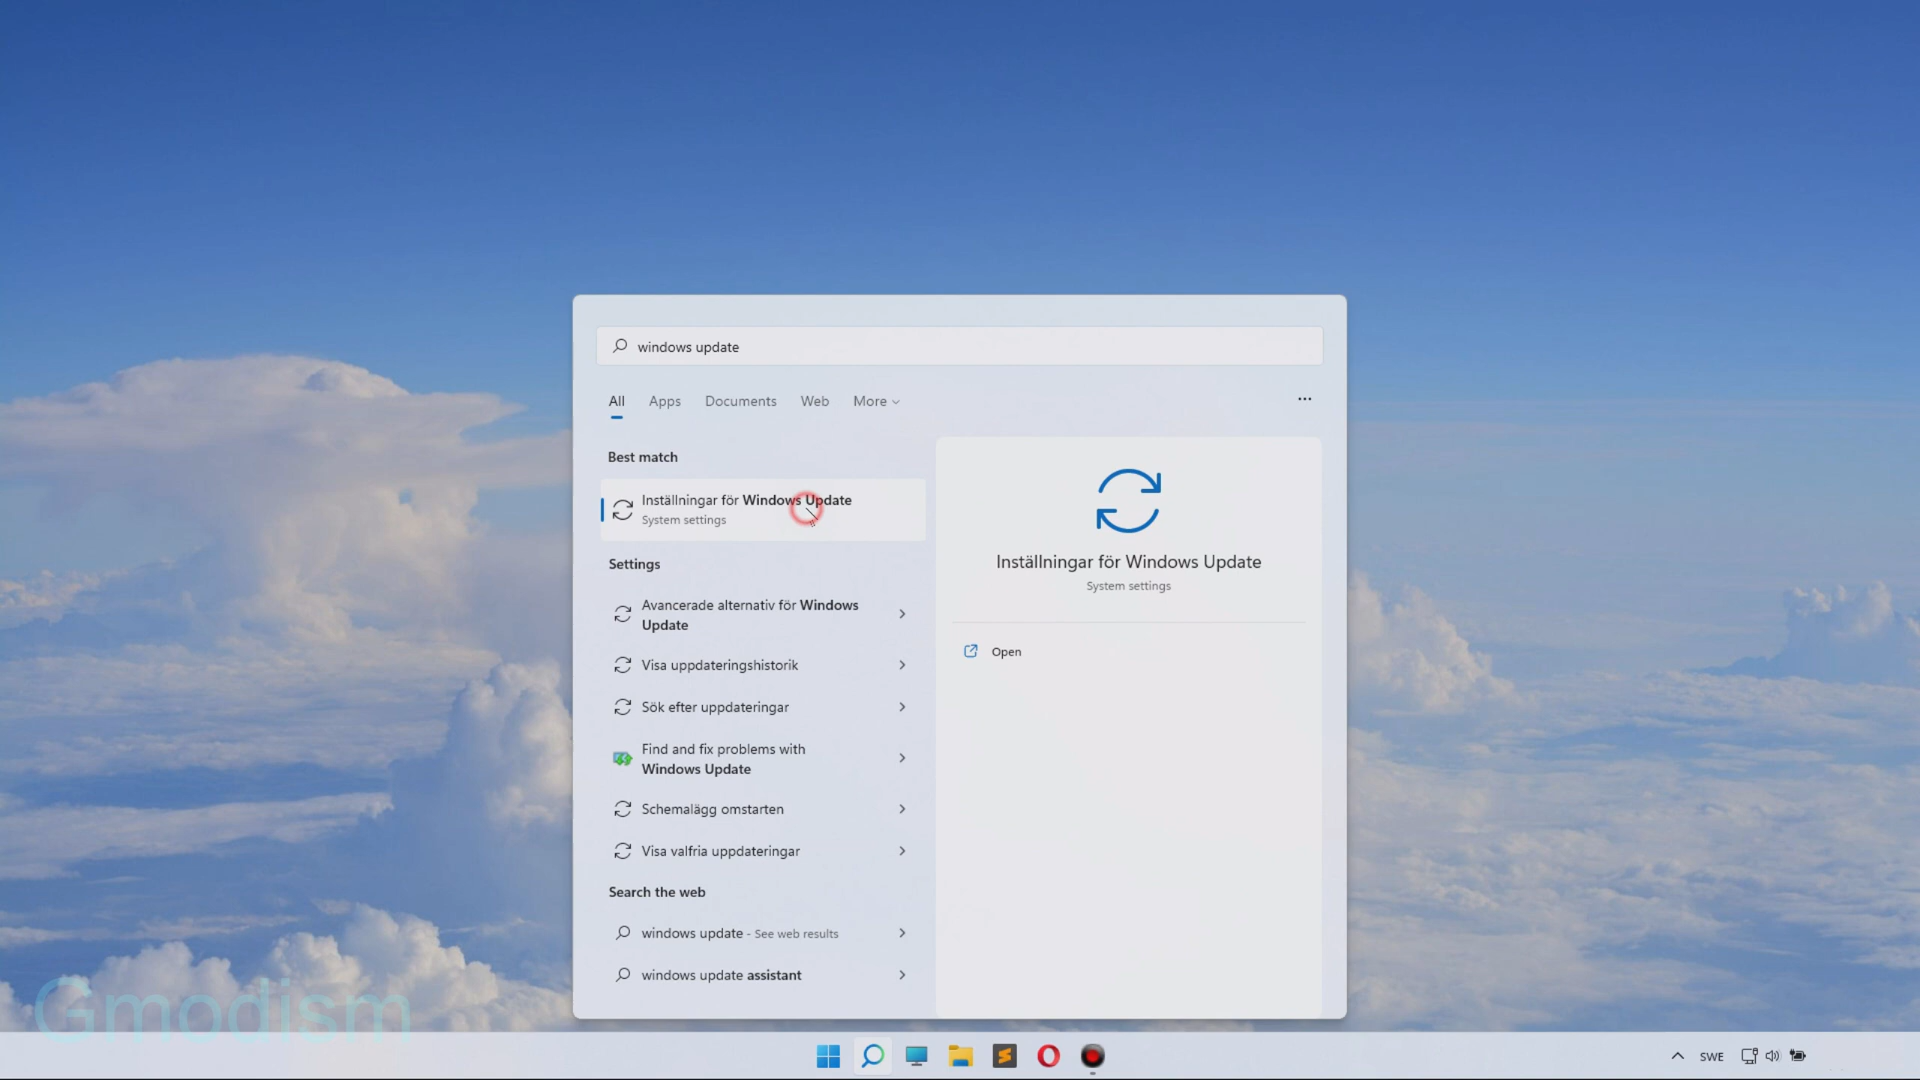 windows update
All Apps Documents Web More
Best match
Inställningar för Windows Update
System settings
Settings
Avancerade alternativ för Windows
Update
Visa uppdateringshistorik
Sök efter uppdateringar
Find and fix problems with
Windows Update
Schemalägg omstarten
Visa valfria uppdateringar
Search the web
windows update - See web results
windows update assistant
Inställningar för Windows Update
System settings
Open
Gmodism
SWE